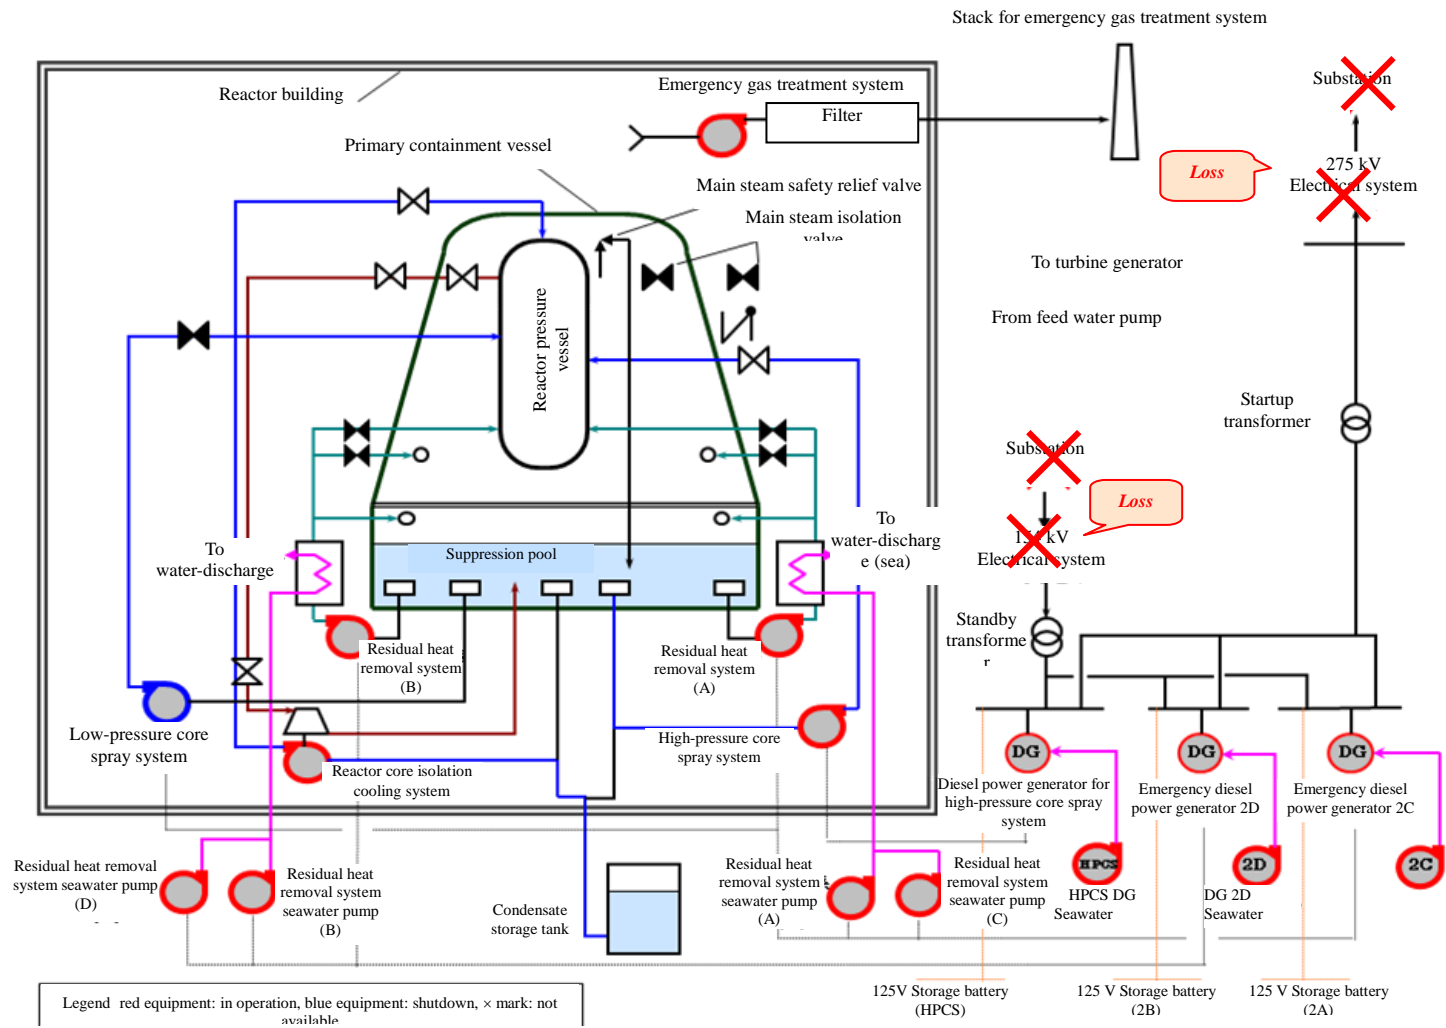 Stack for emergency gas treatment system
Reactor building
Emergency gas treatment system
Filter
Substation
Primary containment vessel
Loss
275 kV
Electrical system
Main steam safety relief valve
Main steam isolation
valve
To turbine generator
From feed water pump
Reactor pressure
vessel
Startup
transformer
Substation
Loss
154 kV
Electrical system
To
water-discharge
Suppression pool
To
water-discharg
e (sea)
Standby
transforme
r
Residual heat
removal system
(B)
Residual heat
removal system
(A)
Low-pressure core
spray system
High-pressure core
spray system
Reactor core isolation
cooling system
DG
DG
DG
Diesel power generator for
high-pressure core spray
system
Emergency diesel
power generator 2D
Emergency diesel
power generator 2C
Residual heat removal
system seawater pump
(D)
Residual heat
removal system
seawater pump
(B)
Condensate
storage tank
Residual heat
removal system
seawater pump
(A)
Residual heat
removal system
seawater pump
(C)
HPCS
2D
2C
HPCS DG
Seawater
DG 2D
Seawater
125V Storage battery
(HPCS)
125 V Storage battery
(2B)
125 V Storage battery
(2A)
Legend  red equipment: in operation, blue equipment: shutdown, × mark: not
available